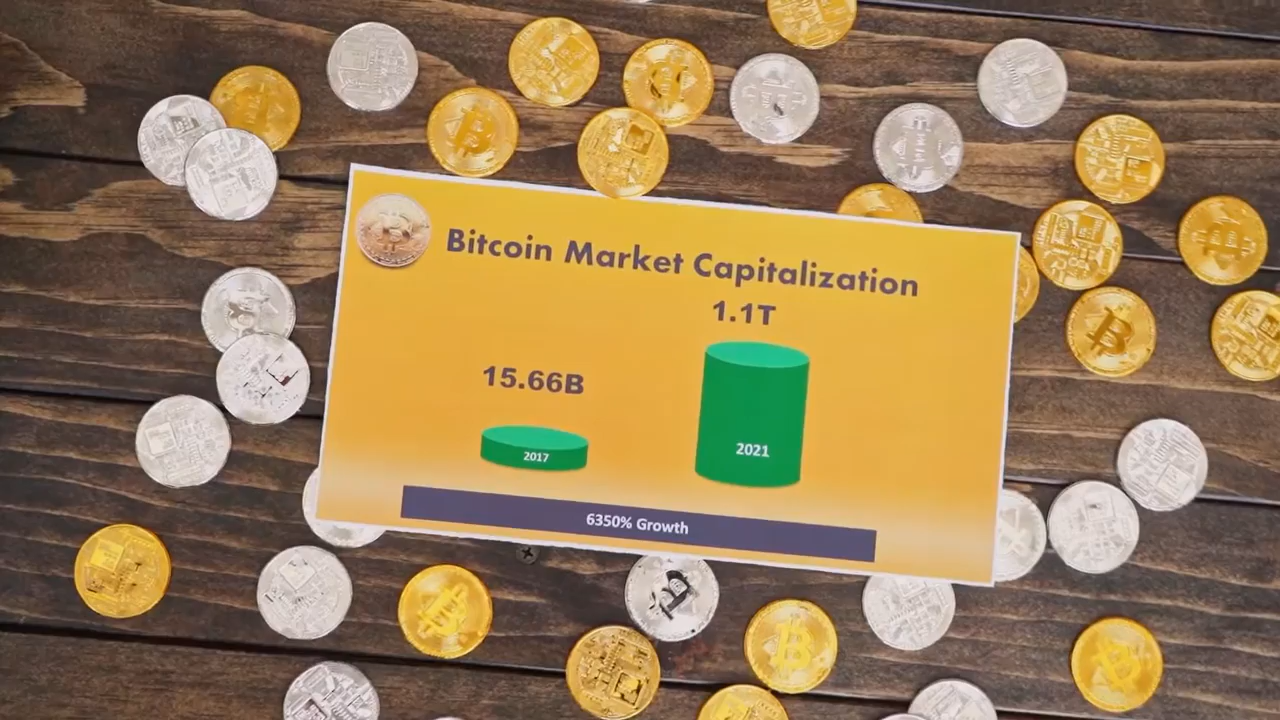 Bitcoin Market Capitalization
1.1T
15.66B
2017
2021
6350% Growth